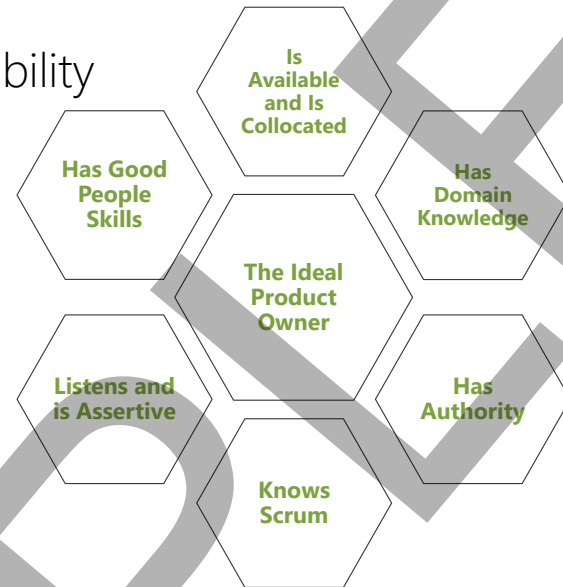 bility
Is
Available
and Is
Collocated
Has Good
People
Skills
Has
Domain
Knowledge
The Ideal
Product
Owner
Listens and
is Assertive
Has
Authority
Knows
Scrum